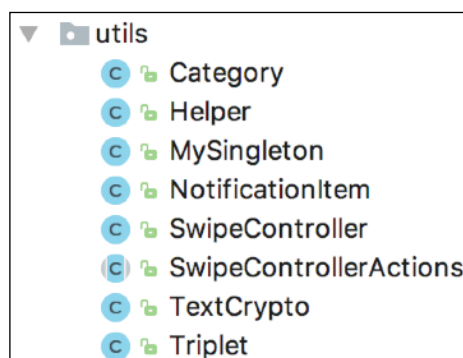 utils
C Category
C Helper
C MySingleton
C NotificationItem
C SwipeController
C SwipeControllerActions
C TextCrypto
C Triplet